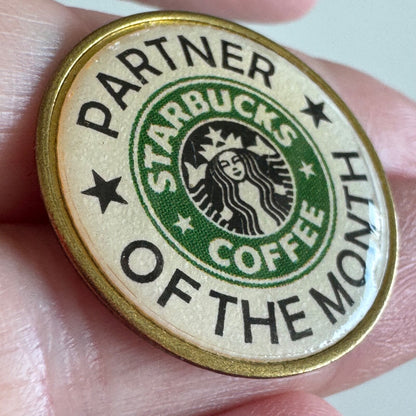 PARTNER
OF THE MONTH
STARBUCKS
COFFEE